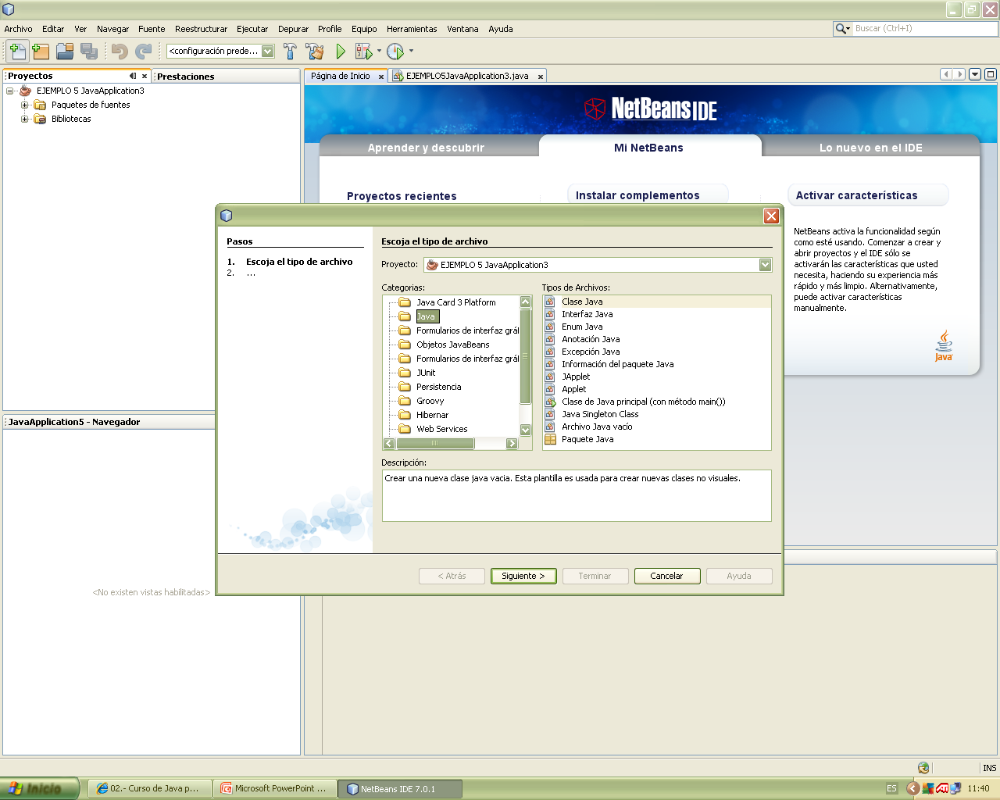 Archivo Editar Ver Navegar Fuente Reestructurar Ejecutar Depurar Profile Equipo Herramientas Ventana Ayuda
Buscar (Ctrl+I)
<configuración prede...
Proyectos
Prestaciones
EJEMPLO 5 JavaApplication3
Paquetes de fuentes
Bibliotecas
JavaApplication5 - Navegador
<No existen vistas habilitadas>
Página de Inicio
EJEMPLO5JavaApplication3.java
NetBeans IDE
Aprender y descubrir
Mi NetBeans
Lo nuevo en el IDE
Proyectos recientes
Instalar complementos
Activar características
NetBeans activa la funcionalidad según
como esté usando. Comenzar a crear y
abrir proyectos y el IDE sólo se
activarán las características que usted
necesita, haciendo su experiencia más
rápido y más limpio. Alternativamente,
puede activar características
manualmente.
Java
Pasos
1. Escoja el tipo de archivo
2. ...
Escoja el tipo de archivo
Proyecto: EJEMPLO 5 JavaApplication3
Categorias:
Java Card 3 Platform
Java
Formularios de interfaz grá
Objetos JavaBeans
Formularios de interfaz grá
JUnit
Persistencia
Groovy
Hibernar
Web Services
Tipos de Archivos:
Clase Java
Interfaz Java
Enum Java
Anotación Java
Excepción Java
Información del paquete Java
JApplet
Applet
Clase de Java principal (con método main())
Java Singleton Class
Archivo Java vacío
Paquete Java
Descripción:
Crear una nueva clase java vacia. Esta plantilla es usada para crear nuevas clases no visuales.
< Atrás
Siguiente >
Terminar
Cancelar
Ayuda
INS
Inicio
02.- Curso de Java p...
Microsoft PowerPoint ...
NetBeans IDE 7.0.1
ES
11:40